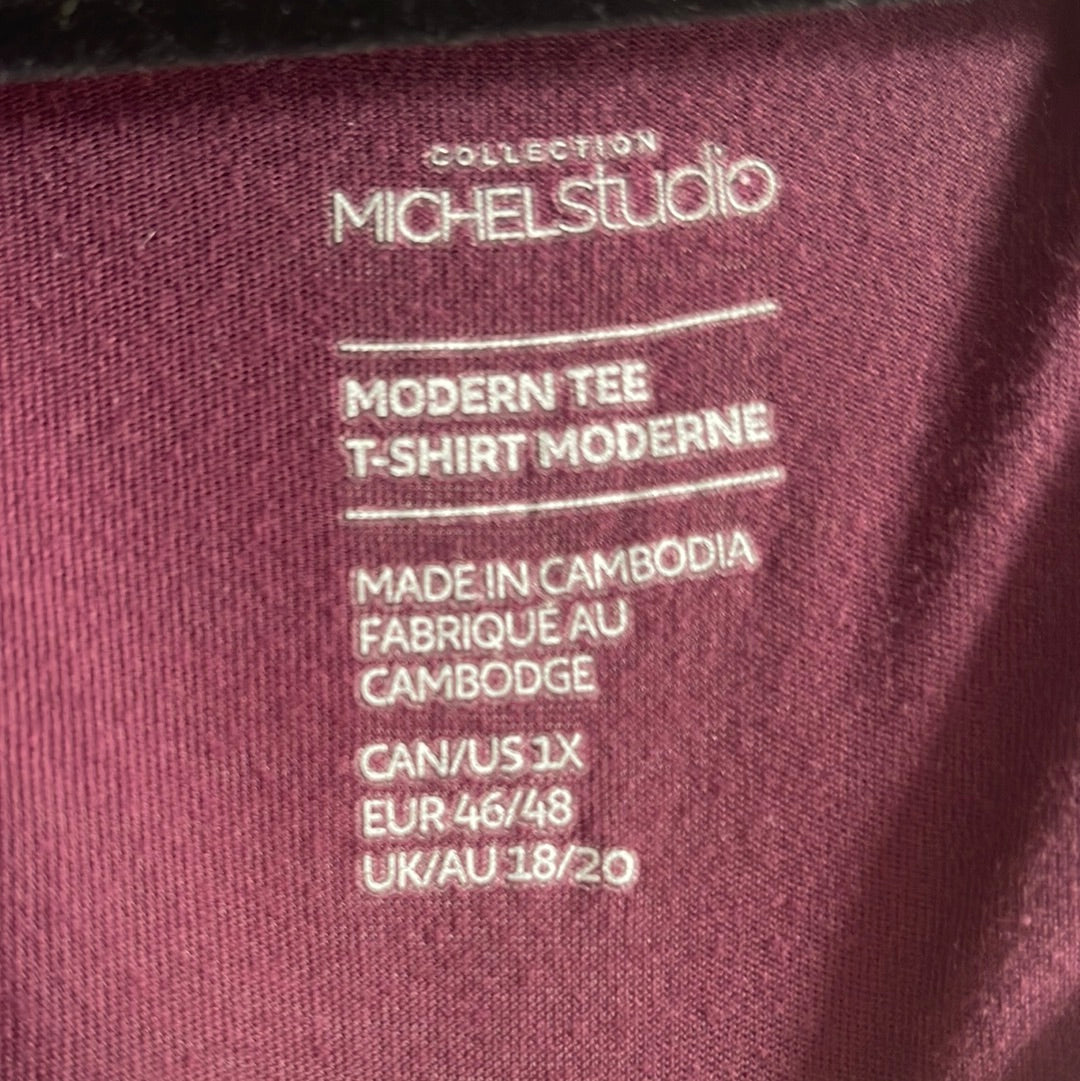 COLLECTION
MICHELstudio
MODERN TEE
T-SHIRT MODERNE
MADE IN CAMBODIA
FABRIQUÉ AU
CAMBODGE
CAN/US 1X
EUR 46/48
UK/AU 18/20